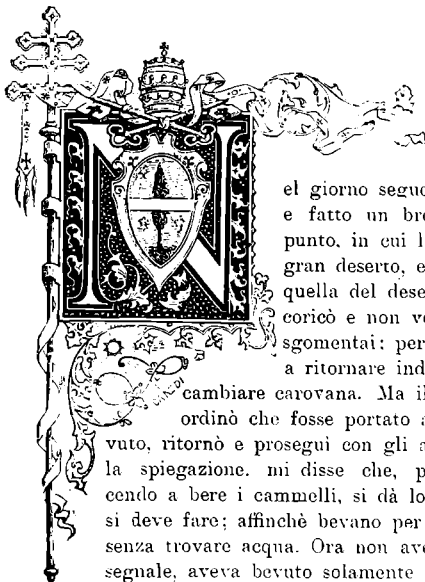 Nel giorno segu
e fatto un bre
punto, in cui l
gran deserto, e
quella del dese
coricò e non ve
sgomentai: per
a ritornare ind
cambiare carovana. Ma il
ordinò che fosse portato a
vuto, ritornò e proseguì con gli a
la spiegazione. mi disse che, p
cendo a bere i cammelli, si dà lo
si deve fare; affinchè bevano per
senza trovare acqua. Ora non ave
segnale, aveva bevuto solamente